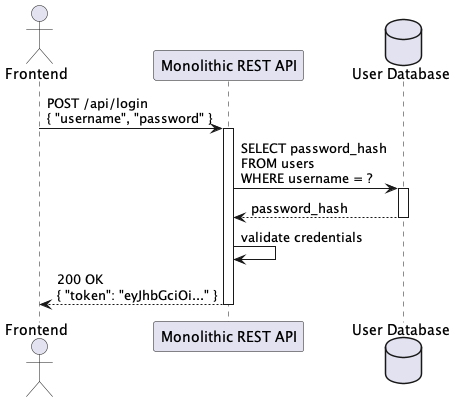 Frontend
Monolithic REST API
User Database
POST /api/login
{ "username", "password" }
SELECT password_hash
FROM users
WHERE username = ?
password_hash
validate credentials
200 OK
{ "token": "eyJhbGciOi..." }
Frontend
Monolithic REST API
User Database